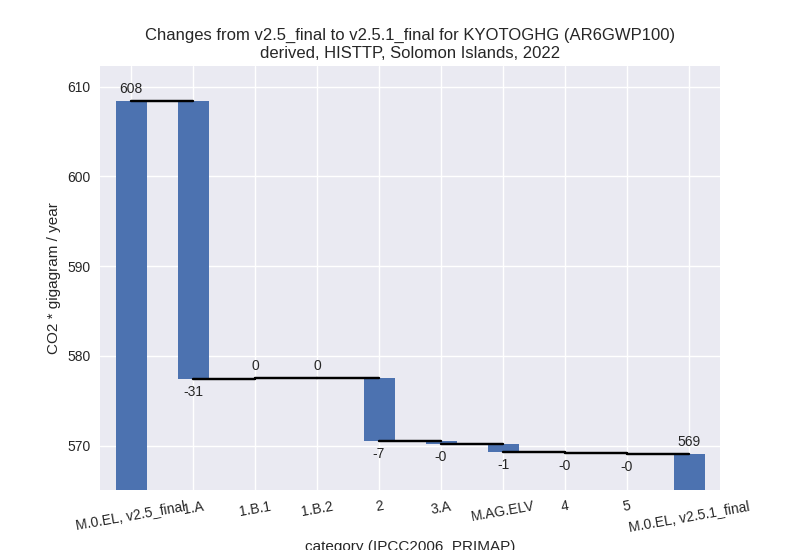 Changes from v2.5_final to v2.5.1_final for KYOTOGHG (AR6GWP100)
derived, HISTTP, Solomon Islands, 2022
CO2 * gigagram / year
610
600
590
580
570
608
-31
0
0
-7
-0
-1
-0
-0
569
M.0.EL, v2.5_final
1.A
1.B.1
1.B.2
2
3.A
M.AG.ELV
4
5
M.0.EL, v2.5.1_final
category (IPCC2006_PRIMAP)